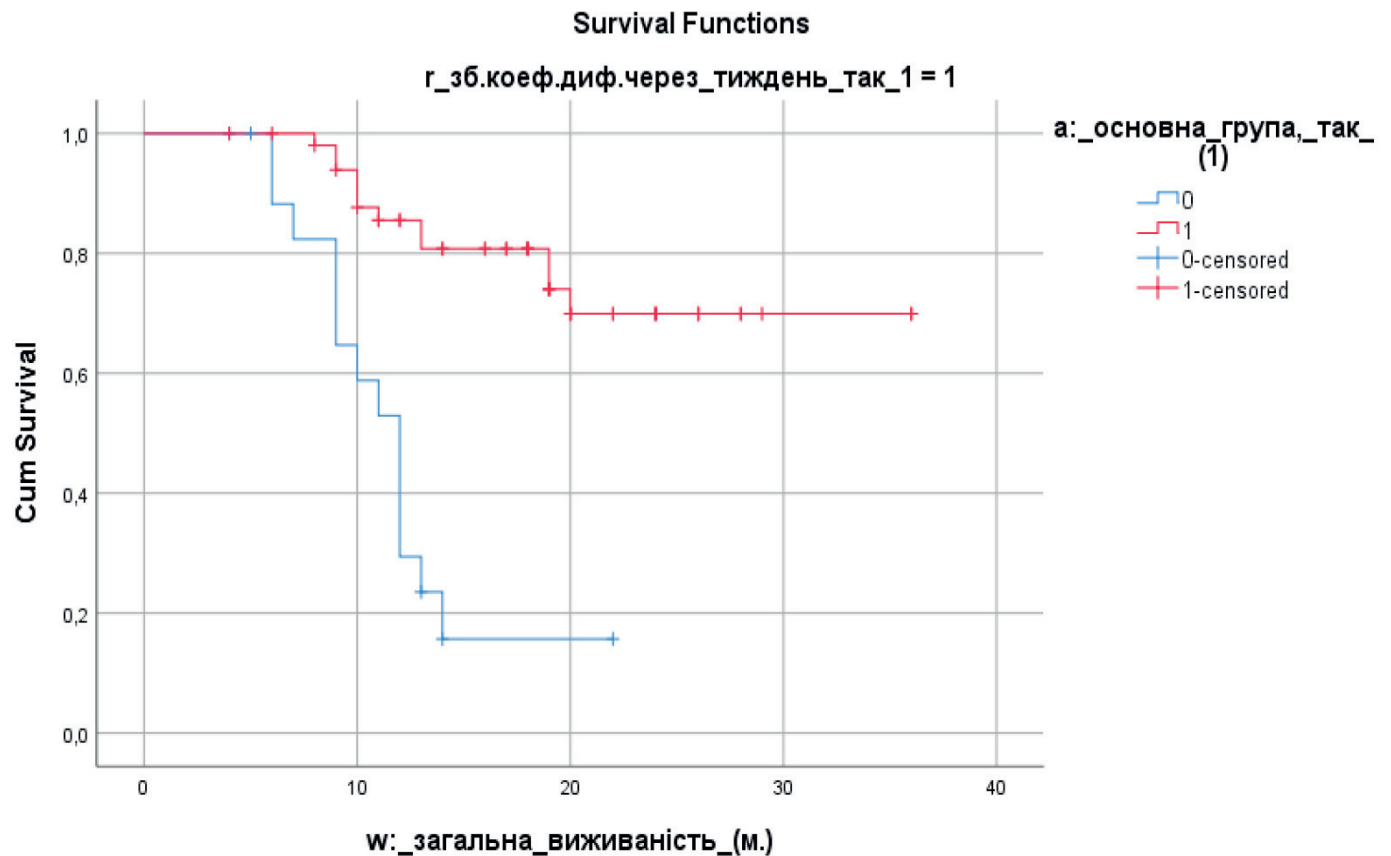 Survival Functions
r_зб.коеф.диф.через_тиждень_так_1 = 1
a:_основна_група,_так_
(1)
0
1
0-censored
1-censored
Cum Survival
1,0
0,8
0,6
0,4
0,2
0,0
0 10 20 30 40
w:_загальна_виживаність_(м.)